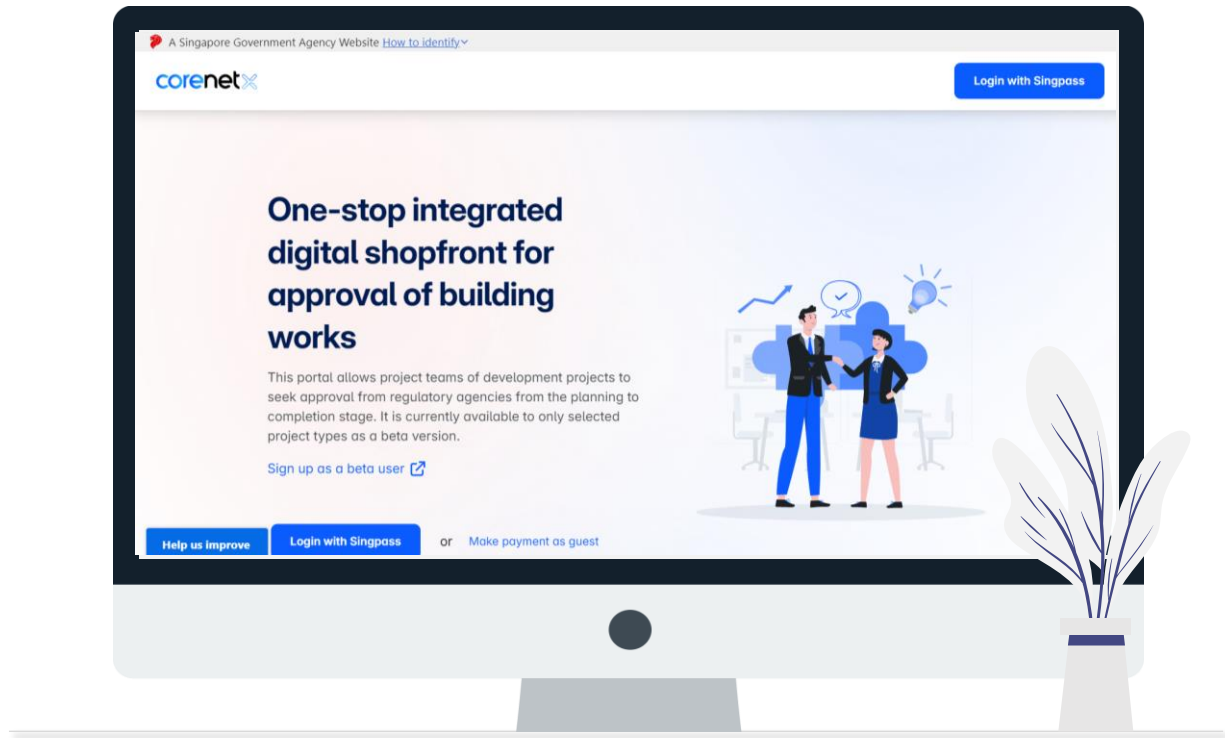 A Singapore Government Agency Website How to identify
corenetx
Login with Singpass
One-stop integrated
digital shopfront for
approval of building
works
This portal allows project teams of development projects to
seek approval from regulatory agencies from the planning to
completion stage. It is currently available to only selected
project types as a beta version.
Sign up as a beta user
Help us improve
Login with Singpass
or
Make payment as guest